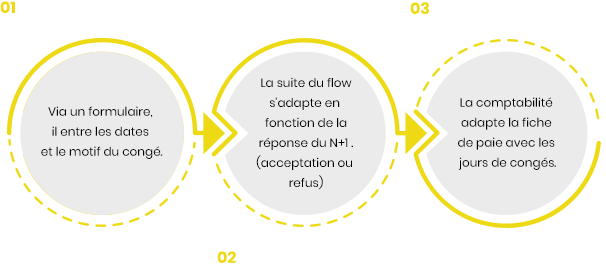 01
Via un formulaire,
il entre les dates
et le motif du congé.
02
La suite du flow
s'adapte en
fonction de la
réponse du N+1 .
(acceptation ou
refus)
03
La comptabilité
adapte la fiche
de paie avec les
jours de congés.